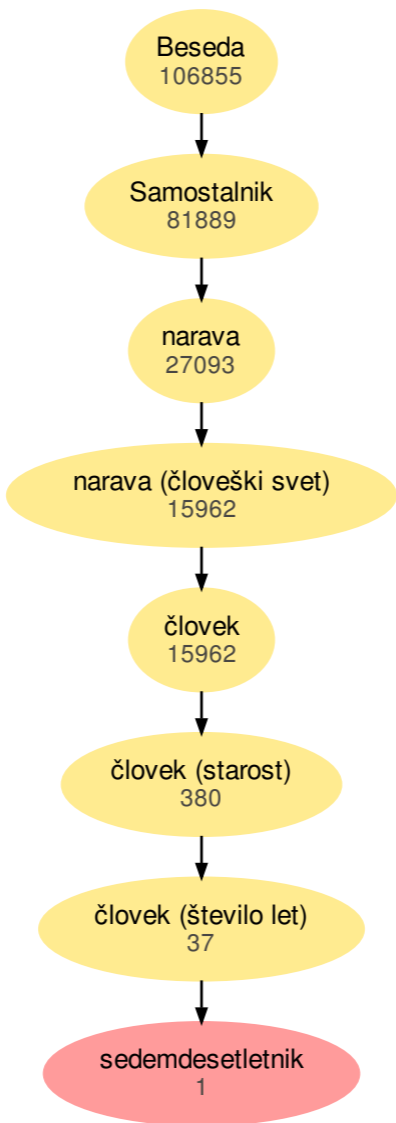 Beseda
106855
Samostalnik
81889
narava
27093
narava (človeški svet)
15962
človek
15962
človek (starost)
380
človek (število let)
37
sedemdesetletnik
1